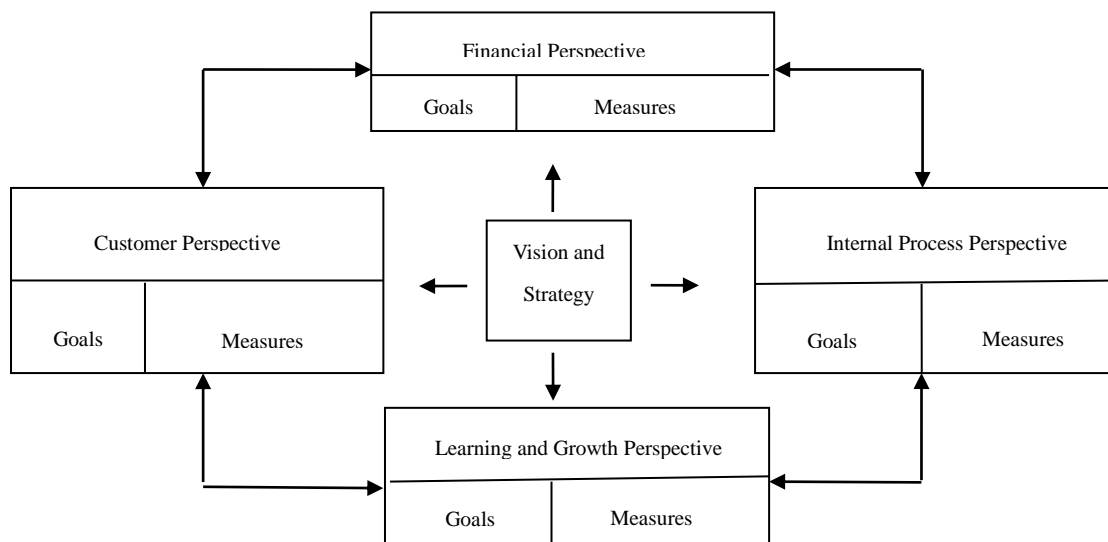 Financial Perspective
Goals
Measures
Customer Perspective
Goals
Measures
Vision and
Strategy
Internal Process Perspective
Goals
Measures
Learning and Growth Perspective
Goals
Measures